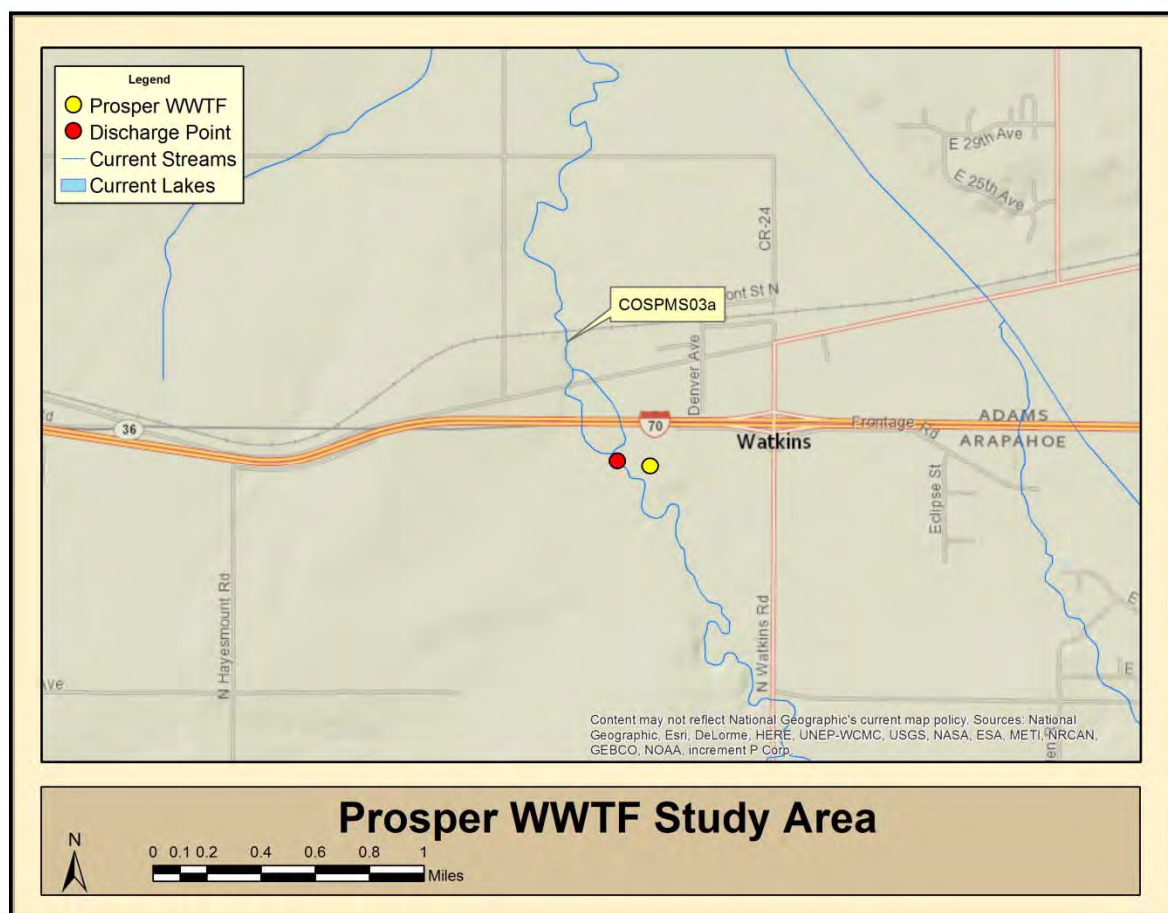 Legend
Prosper WWTF
Discharge Point
Current Streams
Current Lakes
E 29th Ave
E 25th Ave
CR-24
COSPMS03a
ont St N
Denver Ave
Rd
36
70
Watkins
Frontage Rd
ADAMS
ARAPAHOE
Eclipse St
N Hayesmount Rd
N Watkins Rd
Ave
E
E
Content may not reflect National Geographic's current map policy. Sources: National
Geographic, Esri, DeLorme, HERE, UNEP-WCMC, USGS, NASA, ESA, METI, NRCAN,
GEBCO, NOAA, increment P Corp.
Prosper WWTF Study Area
N
0 0.1 0.2 0.4 0.6 0.8 1
Miles